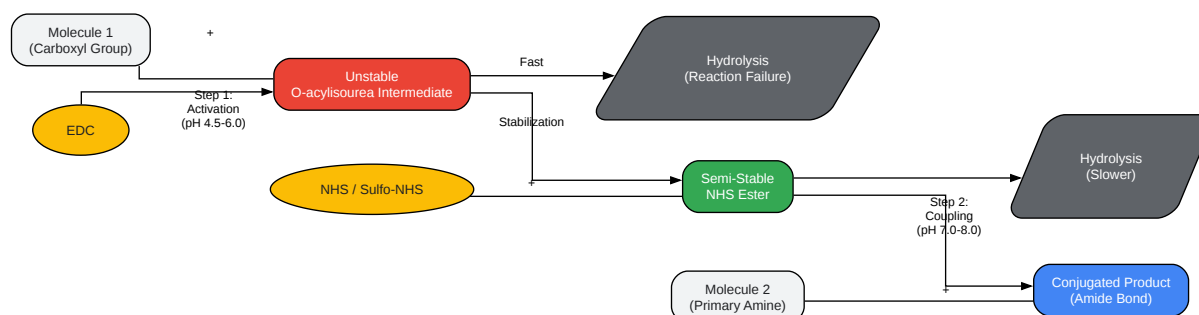 Molecule 1
(Carboxyl Group)
+
Unstable
O-acylisourea Intermediate
Fast
Hydrolysis
(Reaction Failure)
EDC
Step 1:
Activation
(pH 4.5-6.0)
Stabilization
NHS / Sulfo-NHS
+
Semi-Stable
NHS Ester
Hydrolysis
(Slower)
Step 2:
Coupling
(pH 7.0-8.0)
Molecule 2
(Primary Amine)
+
Conjugated Product
(Amide Bond)